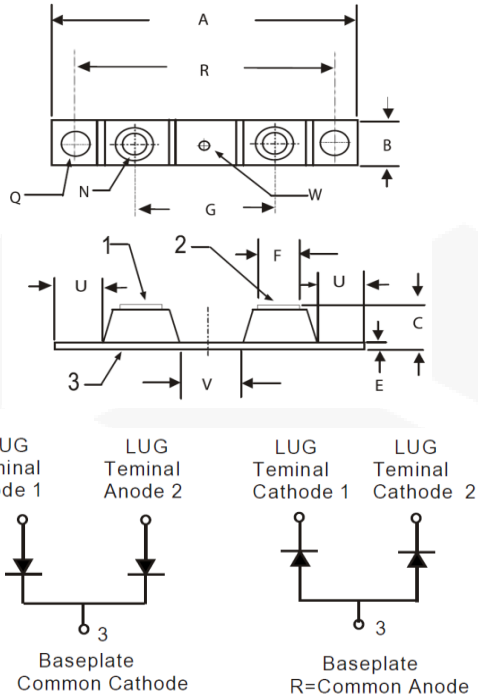 A
R
B
Q
N
G
W
1
2
F
U
U
C
3
V
E
LUG
Teminal
Anode 2
LUG
Teminal
Cathode 1
LUG
Teminal
Cathode 2
3
Baseplate
Common Cathode
3
Baseplate
R=Common Anode